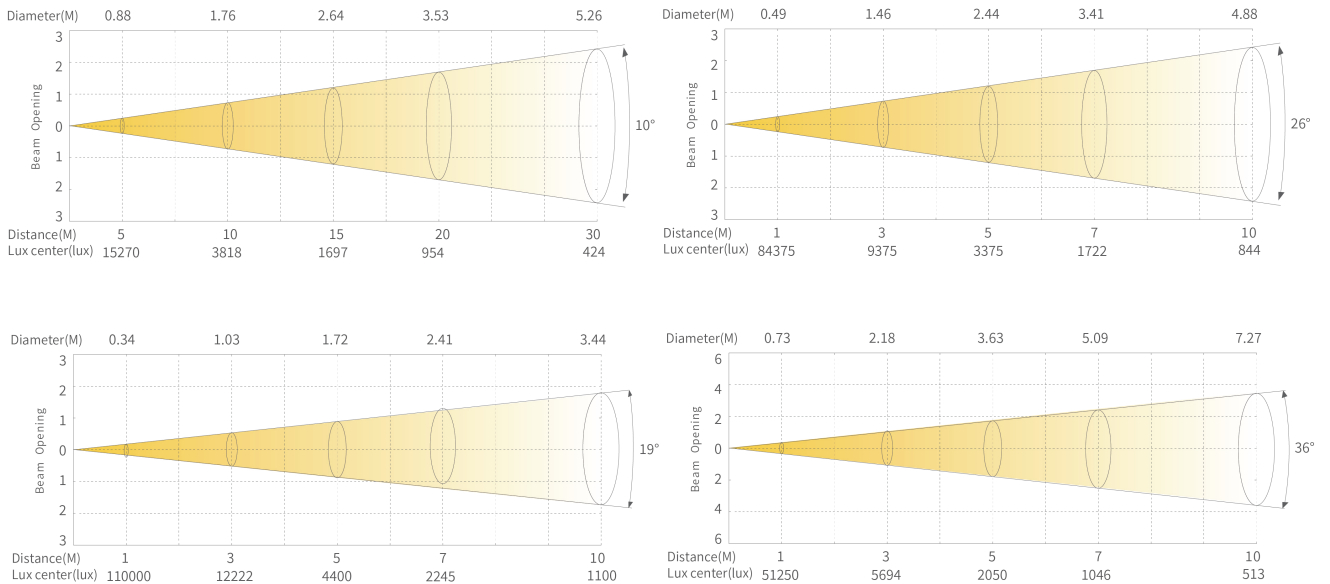 Diameter(M) 0.88 1.76 2.64 3.53 5.26
3
2
1
0
1
2
3
Beam Opening
10°
Distance(M) 5 10 15 20 30
Lux center(lux) 15270 3818 1697 954 424
Diameter(M) 0.49 1.46 2.44 3.41 4.88
3
2
1
0
1
2
3
Beam Opening
26°
Distance(M) 1 3 5 7 10
Lux center(lux) 84375 9375 3375 1722 844
Diameter(M) 0.34 1.03 1.72 2.41 3.44
3
2
1
0
1
2
3
Beam Opening
19°
Distance(M) 1 3 5 7 10
Lux center(lux) 110000 12222 4400 2245 1100
Diameter(M) 0.73 2.18 3.63 5.09 7.27
6
4
2
0
2
4
6
Beam Opening
36°
Distance(M) 1 3 5 7 10
Lux center(lux) 51250 5694 2050 1046 513